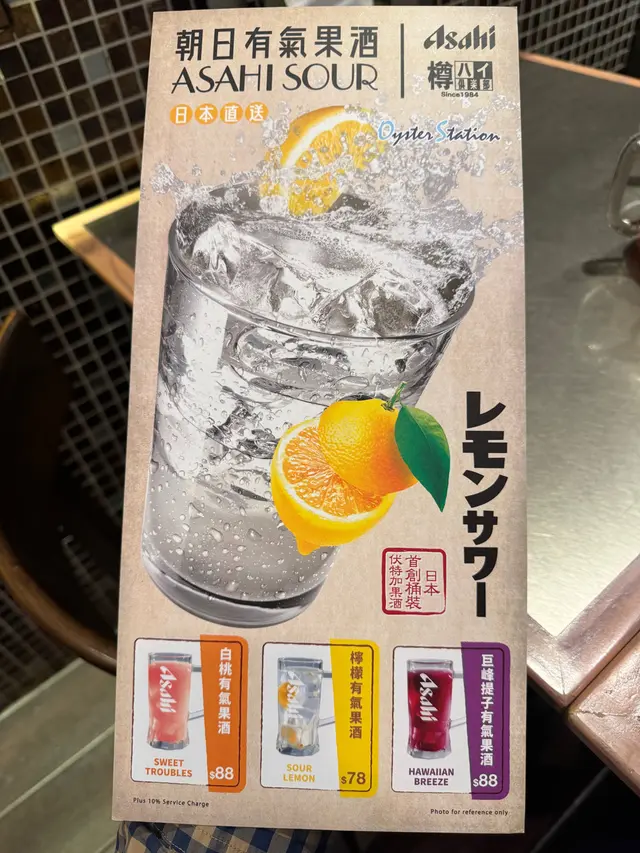 朝日有氣果酒
ASAHI SOUR
日本直送
Asahi
樽ハイ
倶楽部
Since1984
Oyster Station
レモンサワー
日本
首創桶裝
伏特加果酒
白桃有氣果酒
Asahi
SWEET
TROUBLES
$88
檸檬有氣果酒
SOUR
LEMON
$78
巨峰提子有氣果酒
Asahi
HAWAIIAN
BREEZE
$88
Plus 10% Service Charge
Photo for reference only